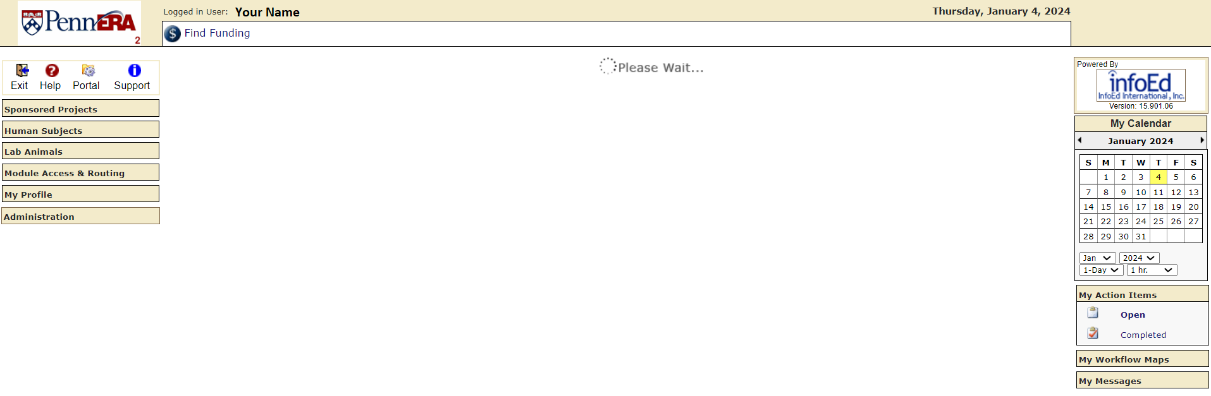 PennERA
2
Logged in User: Your Name
Thursday, January 4, 2024
$ Find Funding
Exit Help Portal Support
Sponsored Projects
Human Subjects
Lab Animals
Module Access & Routing
My Profile
Administration
Please Wait...
Powered By
infoEd
InfoEd International, Inc.
Version: 15.901.06
My Calendar
January 2024
S M T W T F S
1 2 3 4 5 6
7 8 9 10 11 12 13
14 15 16 17 18 19 20
21 22 23 24 25 26 27
28 29 30 31
Jan 2024
1-Day 1 hr.
My Action Items
Open
Completed
My Workflow Maps
My Messages